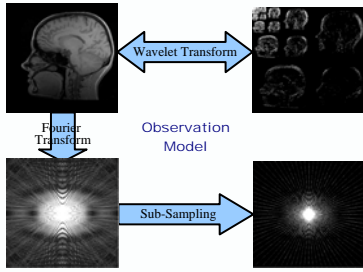 Wavelet Transform
Fourier
Transform
Observation
Model
Sub-Sampling